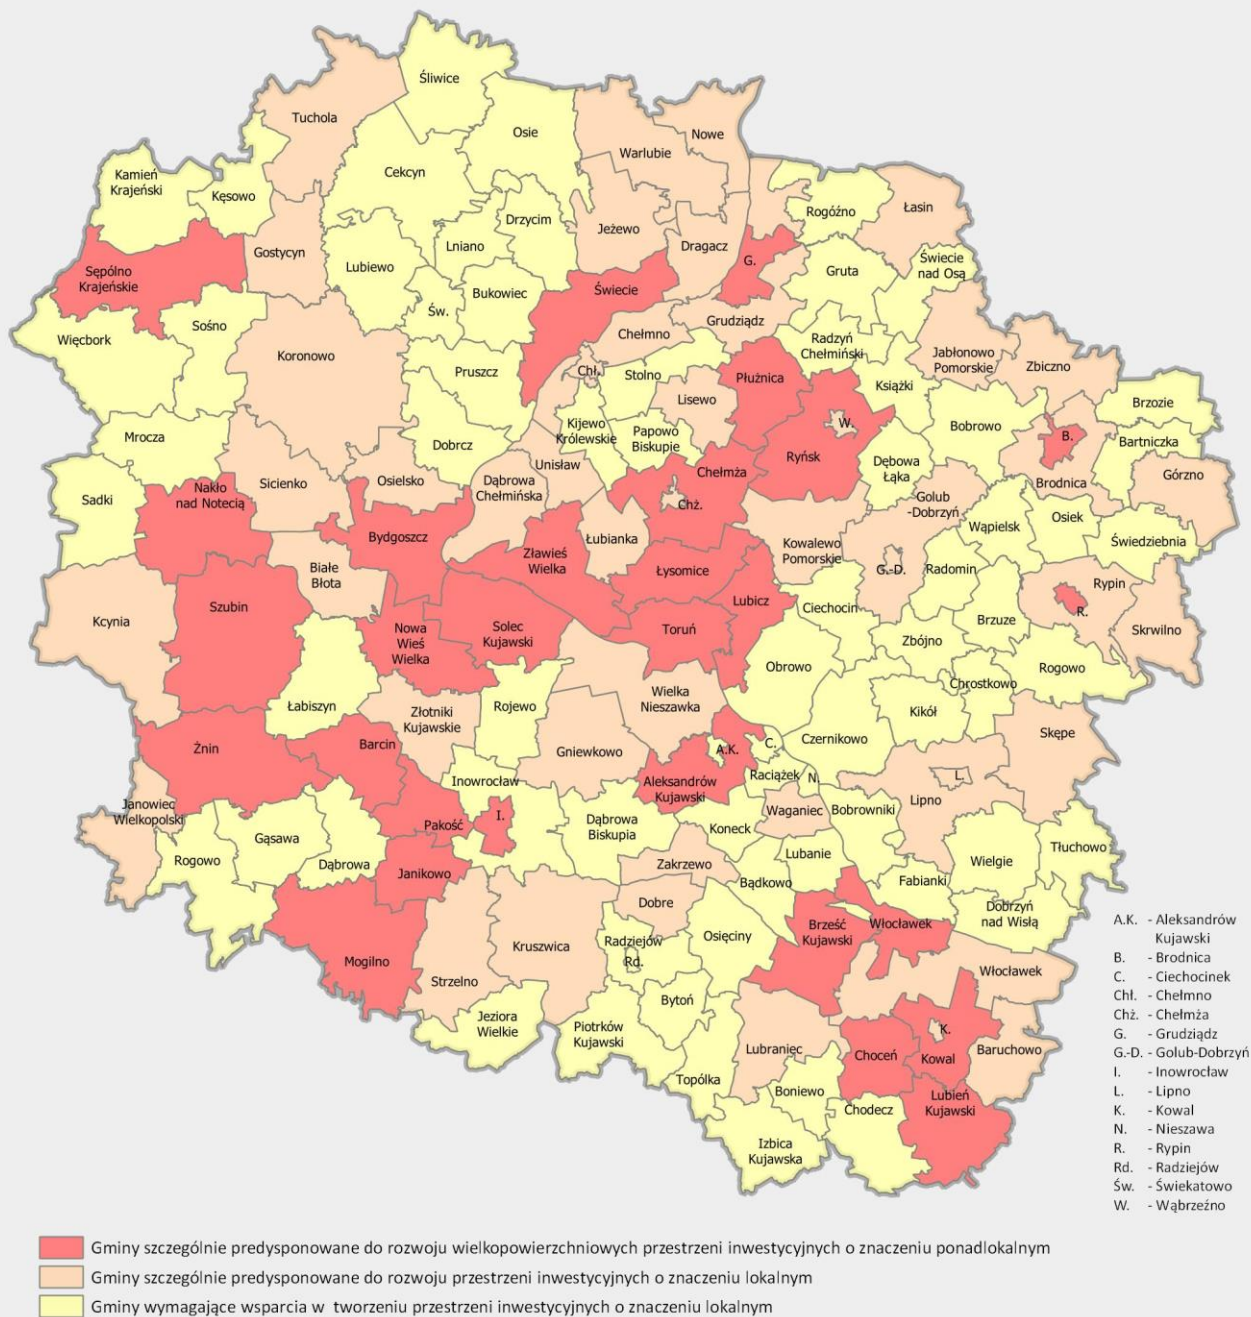 Śliwice
Tuchola
Osie
Nowe
Warlubie
Kamień
Krajeński
Kęsowo
Cekcyn
Drzycim
Rogóźno
Łasin
Jeżewo
Gostycyn
Lubiewo
Lniano
Dragacz
G.
Gruta
Świecie
nad Osą
Sępólno
Krajeńskie
Bukowiec
Świecie
Św.
Sośno
Więcbork
Koronowo
Chełmno
Grudziądz
Radzyń
Chełmiński
Jabłonowo
Pomorskie
Zbiczno
Pruszcz
Chł.
Stolno
Płużnica
Książki
Lisewo
Brzozie
Mrocza
Dobrcz
Kijewo
Królewskie
Papowo
Biskupie
W.
Bobrowo
B.
Bartniczka
Ryńsk
Dębowa
Łąka
Unisław
Chełmża
Sadki
Nakło
nad Notecią
Sicienko
Osielsko
Dąbrowa
Chełmińska
Brodnica
Górzno
Golub
-Dobrzyń
Chż.
Wąpielsk
Osiek
Bydgoszcz
Łubianka
Kowalewo
Pomorskie
Świedziebnia
Zławieś
Wielka
Białe
Błota
Łysomice
G.-D.
Radomin
Rypin
Kcynia
Szubin
Lubicz
Ciechocin
R.
Nowa
Wieś
Wielka
Solec
Kujawski
Toruń
Brzuze
Skrwilno
Zbójno
Obrowo
Rogowo
Chrostkowo
Łabiszyn
Złotniki
Kujawskie
Rojewo
Wielka
Nieszawka
Kikół
Żnin
Barcin
Gniewkowo
A.K.
C.
Czernikowo
Skępe
Inowrocław
Aleksandrów
Kujawski
Raciążek
N.
L.
Janowiec
Wielkopolski
Pakość
I.
Dąbrowa
Biskupia
Waganiec
Bobrowniki
Lipno
Gąsawa
Koneck
Rogowo
Dąbrowa
Janikowo
Zakrzewo
Lubanie
Wielgie
Tłuchowo
Bądkowo
Fabianki
Dobre
Dobrzyń
nad Wisłą
Mogilno
Kruszwica
Radziejów
Rd.
Osięciny
Brześć
Kujawski
Włocławek
Strzelno
Włocławek
Bytoń
Jeziora
Wielkie
Piotrków
Kujawski
Lubraniec
Choceń
K.
Kowal
Baruchowo
Topólka
Boniewo
Chodecz
Lubień
Kujawski
Izbica
Kujawska
A.K. - Aleksandrów
Kujawski
B. - Brodnica
C. - Ciechocinek
Chł. - Chełmno
Chż. - Chełmża
G. - Grudziądz
G.-D. - Golub-Dobrzyń
I. - Inowrocław
L. - Lipno
K. - Kowal
N. - Nieszawa
R. - Rypin
Rd. - Radziejów
Św. - Świekatowo
W. - Wąbrzeźno
Gminy szczególnie predysponowane do rozwoju wielkopowierzchniowych przestrzeni inwestycyjnych o znaczeniu ponadlokalnym
Gminy szczególnie predysponowane do rozwoju przestrzeni inwestycyjnych o znaczeniu lokalnym
Gminy wymagające wsparcia w tworzeniu przestrzeni inwestycyjnych o znaczeniu lokalnym